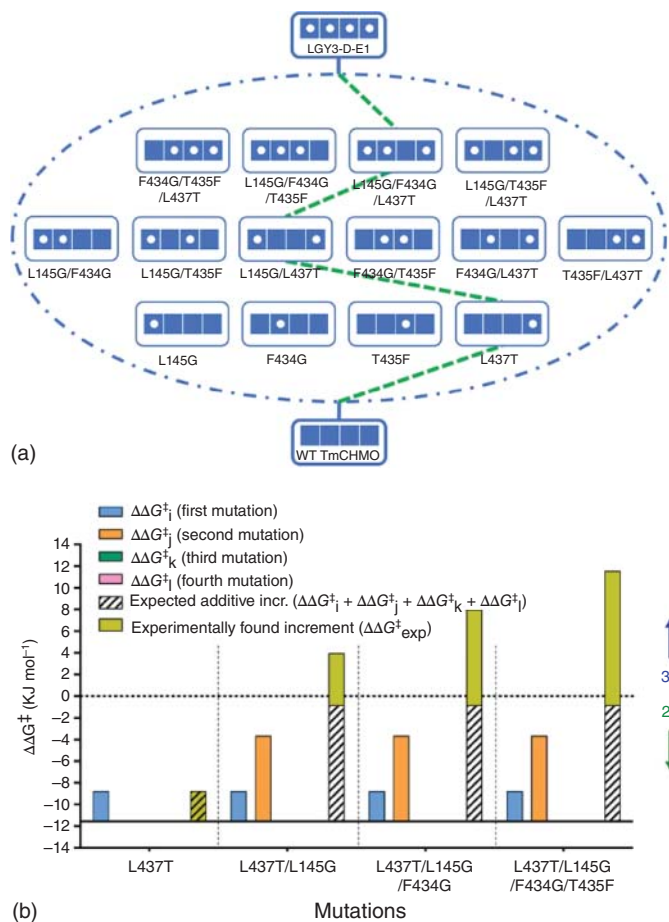 LGY3-D-E1
F434G/T435F
/L437T
L145G/F434G
/T435F
L145G/F434G
/L437T
L145G/T435F
/L437T
L145G/F434G
L145G/T435F
L145G/L437T
F434G/T435F
F434G/L437T
T435F/L437T
L145G
F434G
T435F
L437T
WT TmCHMO
(a)
ΔΔG‡i (first mutation)
ΔΔG‡j (second mutation)
ΔΔG‡k (third mutation)
ΔΔG‡l (fourth mutation)
Expected additive incr. (ΔΔG‡i + ΔΔG‡j + ΔΔG‡k + ΔΔG‡l)
Experimentally found increment (ΔΔG‡exp)
ΔΔG‡ (KJ mol–1)
14
12
10
8
6
4
2
0
–2
–4
–6
–8
–10
–12
–14
3
2
L437T
L437T/L145G
L437T/L145G
/F434G
L437T/L145G
/F434G/T435F
(b)
Mutations